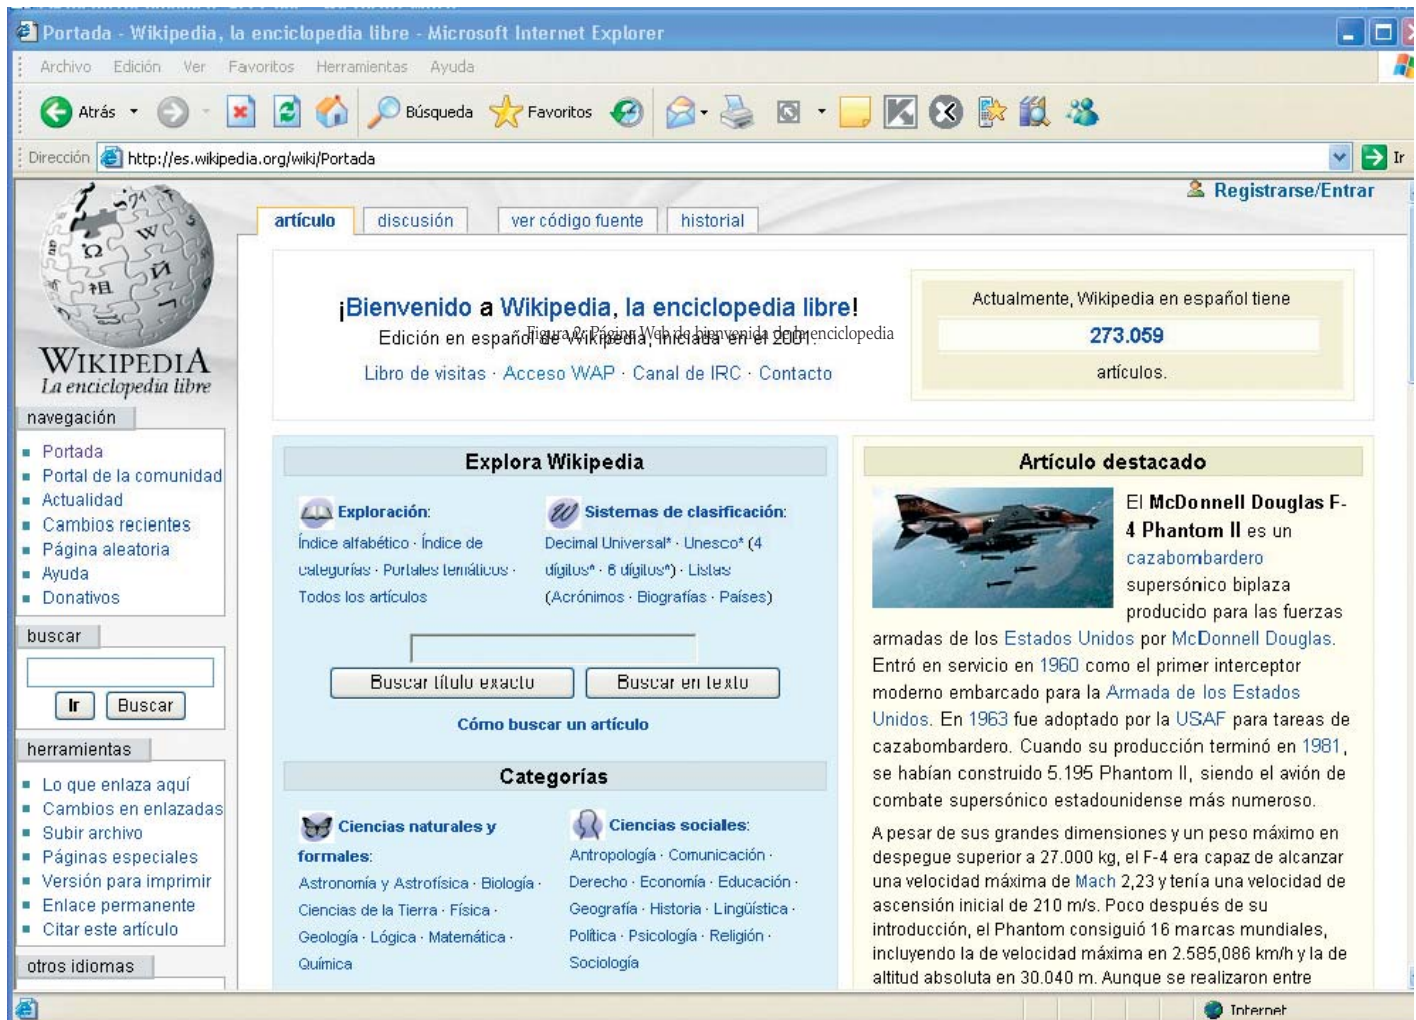 Portada - Wikipedia, la enciclopedia libre - Microsoft Internet Explorer
Archivo Edición Ver Favoritos Herramientas Ayuda
Atrás Búsqueda Favoritos
Dirección http://es.wikipedia.org/wiki/Portada Ir
Registrarse/Entrar
artículo discusión ver código fuente historial
WIKIPEDIA
La enciclopedia libre
navegación
Portada
Portal de la comunidad
Actualidad
Cambios recientes
Página aleatoria
Ayuda
Donativos
buscar
Ir Buscar
herramientas
Lo que enlaza aquí
Cambios en enlazadas
Subir archivo
Páginas especiales
Versión para imprimir
Enlace permanente
Citar este artículo
otros idiomas
¡Bienvenido a Wikipedia, la enciclopedia libre!
Edición en español de Wikipedia, iniciada en el 2001.
Figura 2: Página Web de bienvenida de la enciclopedia
Libro de visitas · Acceso WAP · Canal de IRC · Contacto
Actualmente, Wikipedia en español tiene
273.059
artículos.
Explora Wikipedia
Exploración:
Índice alfabético · Índice de
categorías · Portales temáticos ·
Todos los artículos
Sistemas de clasificación:
Decimal Universal* · Unesco* (4
dígitos* · 6 dígitos*) · Listas
(Acrónimos · Biografías · Países)
Buscar título exacto Buscar en texto
Cómo buscar un artículo
Categorías
Ciencias naturales y
formales:
Astronomía y Astrofísica · Biología ·
Ciencias de la Tierra · Física ·
Geología · Lógica · Matemática ·
Química
Ciencias sociales:
Antropología · Comunicación ·
Derecho · Economía · Educación ·
Geografía · Historia · Lingüística ·
Política · Psicología · Religión ·
Sociología
Artículo destacado
El McDonnell Douglas F-
4 Phantom II es un
cazabombardero
supersónico biplaza
producido para las fuerzas
armadas de los Estados Unidos por McDonnell Douglas.
Entró en servicio en 1960 como el primer interceptor
moderno embarcado para la Armada de los Estados
Unidos. En 1963 fue adoptado por la USAF para tareas de
cazabombardero. Cuando su producción terminó en 1981,
se habían construido 5.195 Phantom II, siendo el avión de
combate supersónico estadounidense más numeroso.
A pesar de sus grandes dimensiones y un peso máximo en
despegue superior a 27.000 kg, el F-4 era capaz de alcanzar
una velocidad máxima de Mach 2,23 y tenía una velocidad de
ascensión inicial de 210 m/s. Poco después de su
introducción, el Phantom consiguió 16 marcas mundiales,
incluyendo la de velocidad máxima en 2.585,086 km/h y la de
altitud absoluta en 30.040 m. Aunque se realizaron entre
Internet